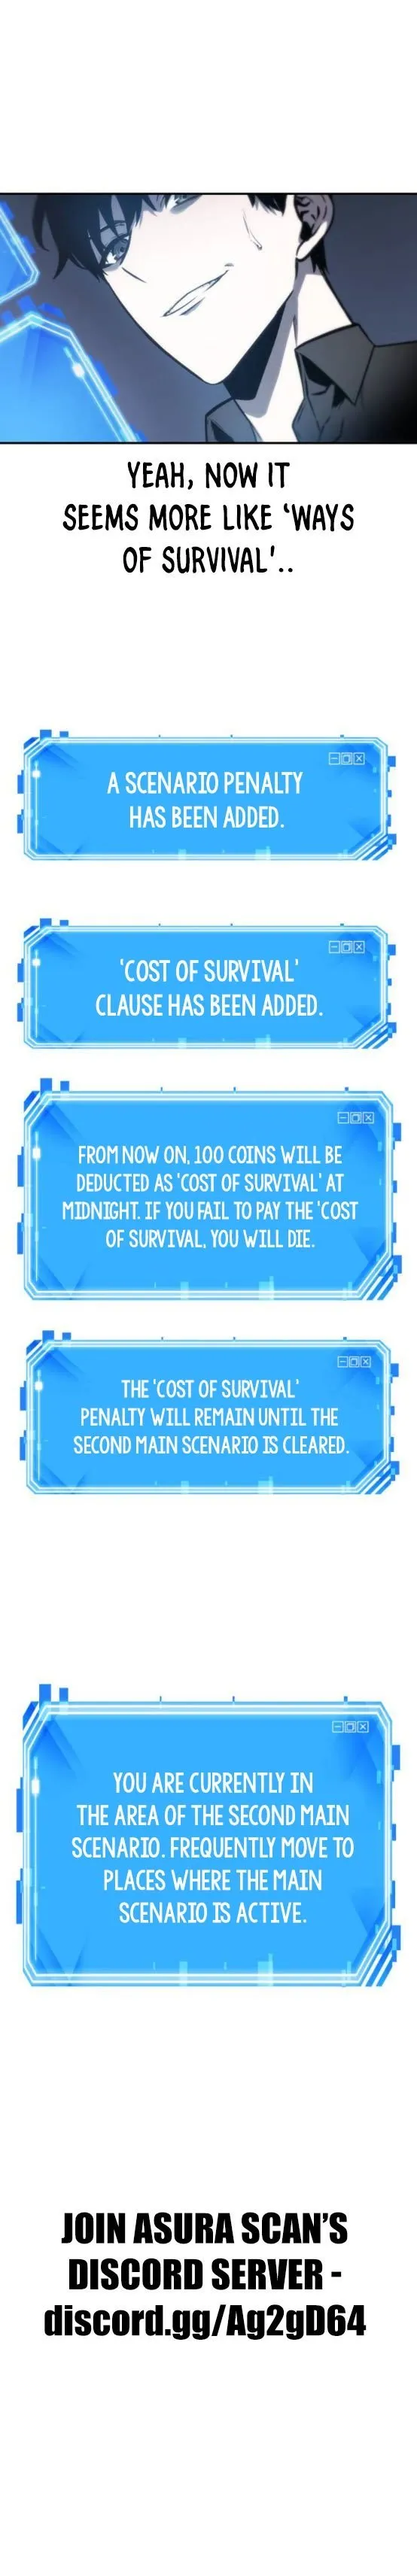 YEAH, NOW IT
SEEMS MORE LIKE 'WAYS
OF SURVIVAL'..
A SCENARIO PENALTY
HAS BEEN ADDED.
'COST OF SURVIVAL'
CLAUSE HAS BEEN ADDED.
FROM NOW ON, 100 COINS WILL BE
DEDUCTED AS 'COST OF SURVIVAL' AT
MIDNIGHT. IF YOU FAIL TO PAY THE 'COST
OF SURVIVAL, YOU WILL DIE.
THE 'COST OF SURVIVAL'
PENALTY WILL REMAIN UNTIL THE
SECOND MAIN SCENARIO IS CLEARED.
YOU ARE CURRENTLY IN
THE AREA OF THE SECOND MAIN
SCENARIO. FREQUENTLY MOVE TO
PLACES WHERE THE MAIN
SCENARIO IS ACTIVE.
JOIN ASURA SCAN'S
DISCORD SERVER -
discord.gg/Ag2gD64